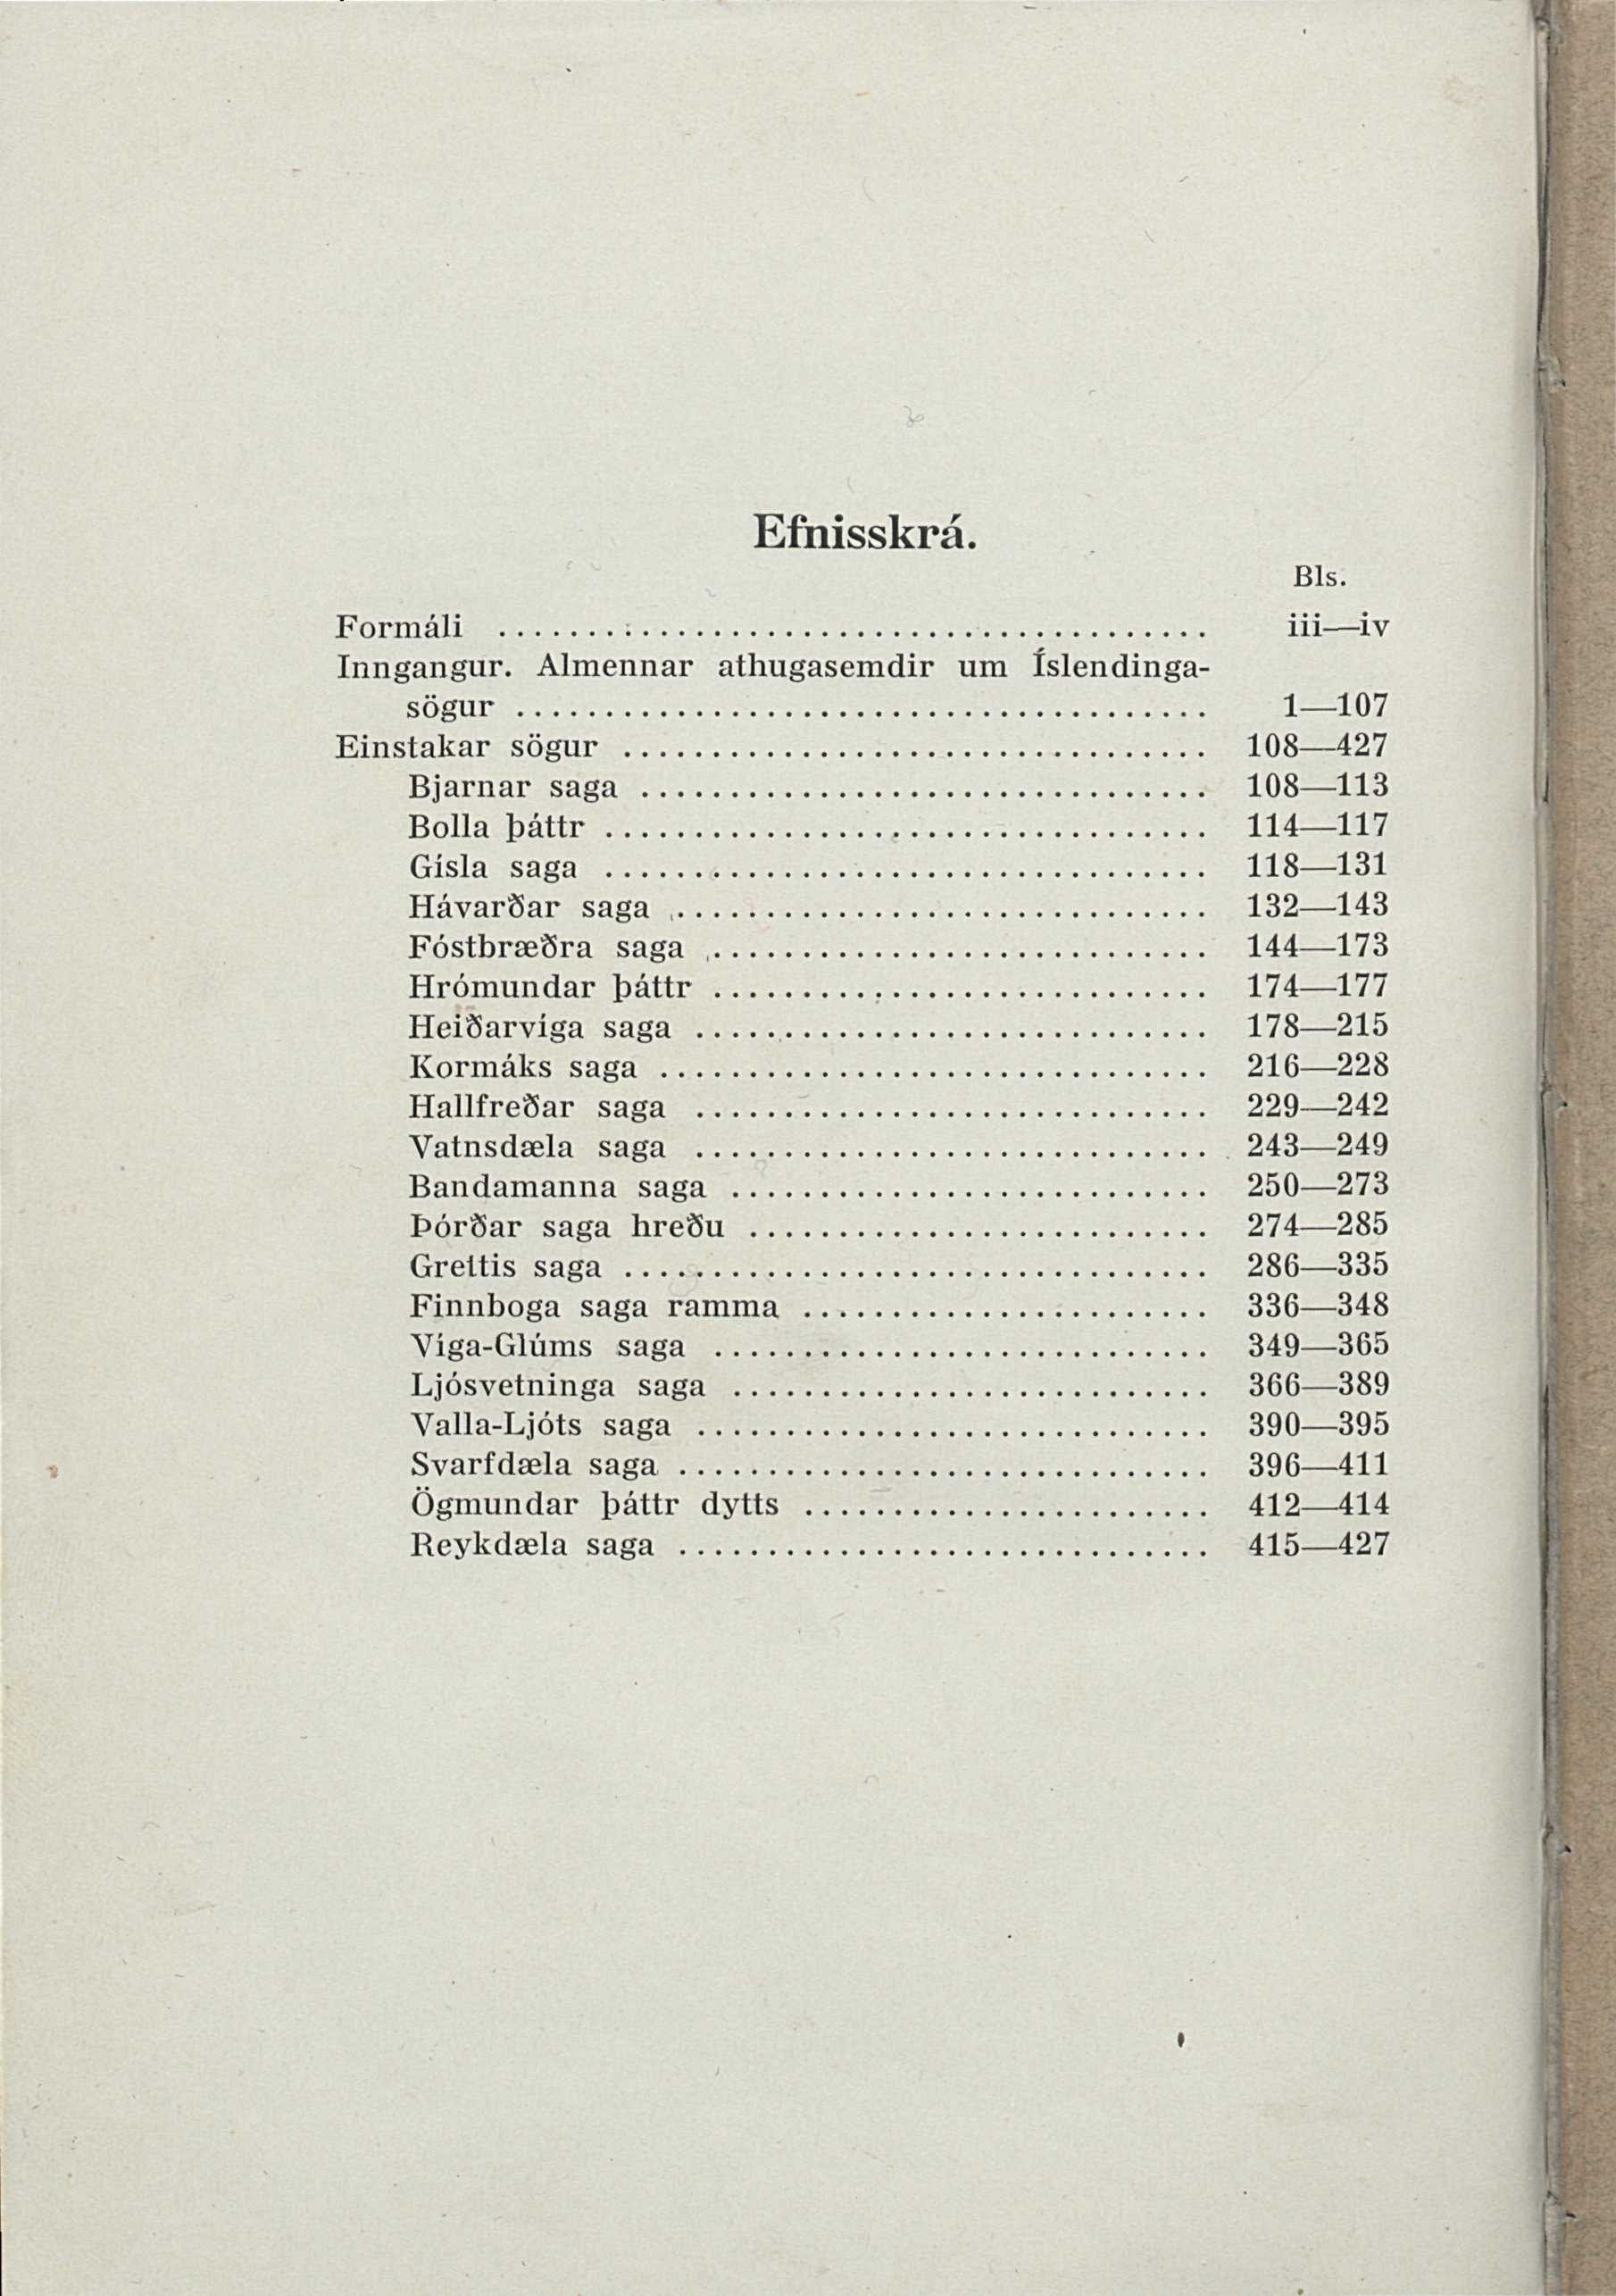 Efnisskrá.
Bls.
Formáli ........................................ iii—iv
Inngangur. Almennar athugasemdir um Íslendinga-
sögur ....................................... 1—107
Einstakar sögur ................................. 108—427
Bjarnar saga ................................ 108—113
Bolla þáttr .................................. 114—117
Gísla saga .................................. 118—131
Hávarðar saga .............................. 132—143
Fóstbræðra saga ............................ 144—173
Hrómundar þáttr ............................ 174—177
Heiðarvíga saga ............................. 178—215
Kormáks saga ............................... 216—228
Hallfreðar saga ............................. 229—242
Vatnsdæla saga ............................. 243—249
Bandamanna saga ........................... 250—273
Þórðar saga hreðu .......................... 274—285
Grettis saga ................................. 286—335
Finnboga saga ramma ....................... 336—348
Víga-Glúms saga ............................ 349—365
Ljósvetninga saga ........................... 366—389
Valla-Ljóts saga ............................. 390—395
Svarfdæla saga .............................. 396—411
Ögmundar þáttr dytts ....................... 412—414
Reykdæla saga .............................. 415—427